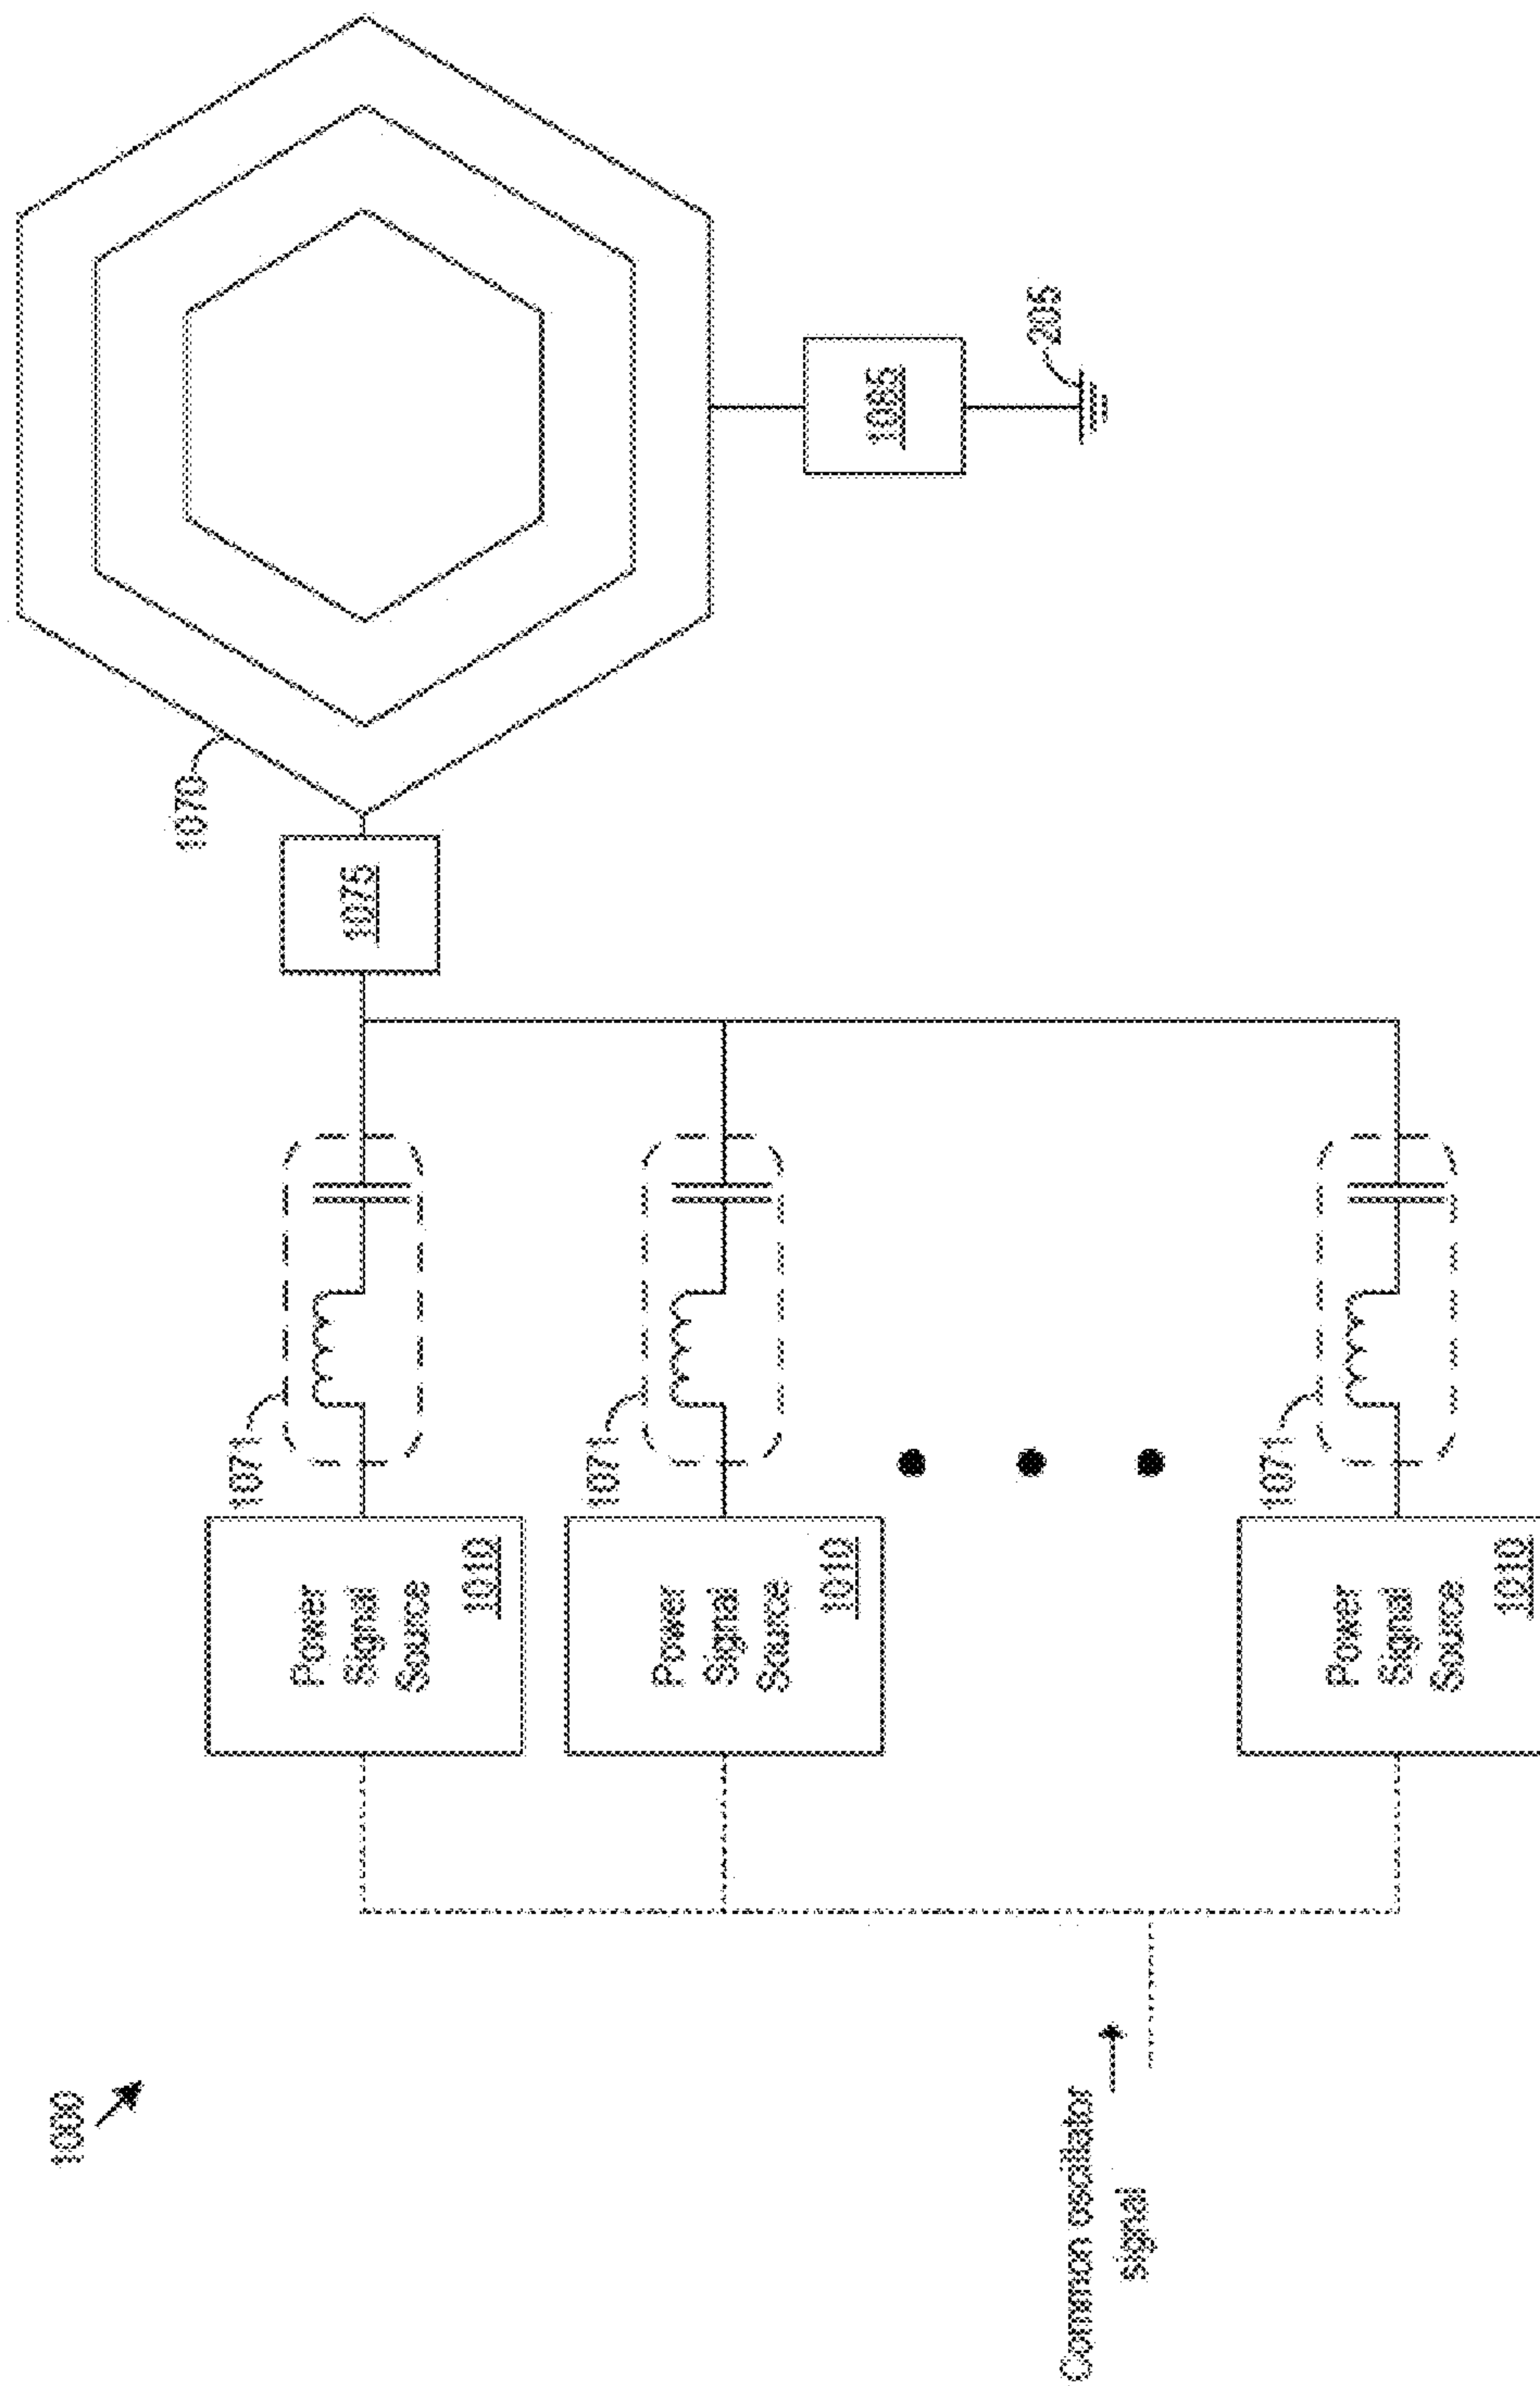 1000
Common oscillator
signal
Power
Signal
Source
1010
1071
Power
Signal
Source
1010
1071
Power
Signal
Source
1010
1071
1075
1070
1085
205